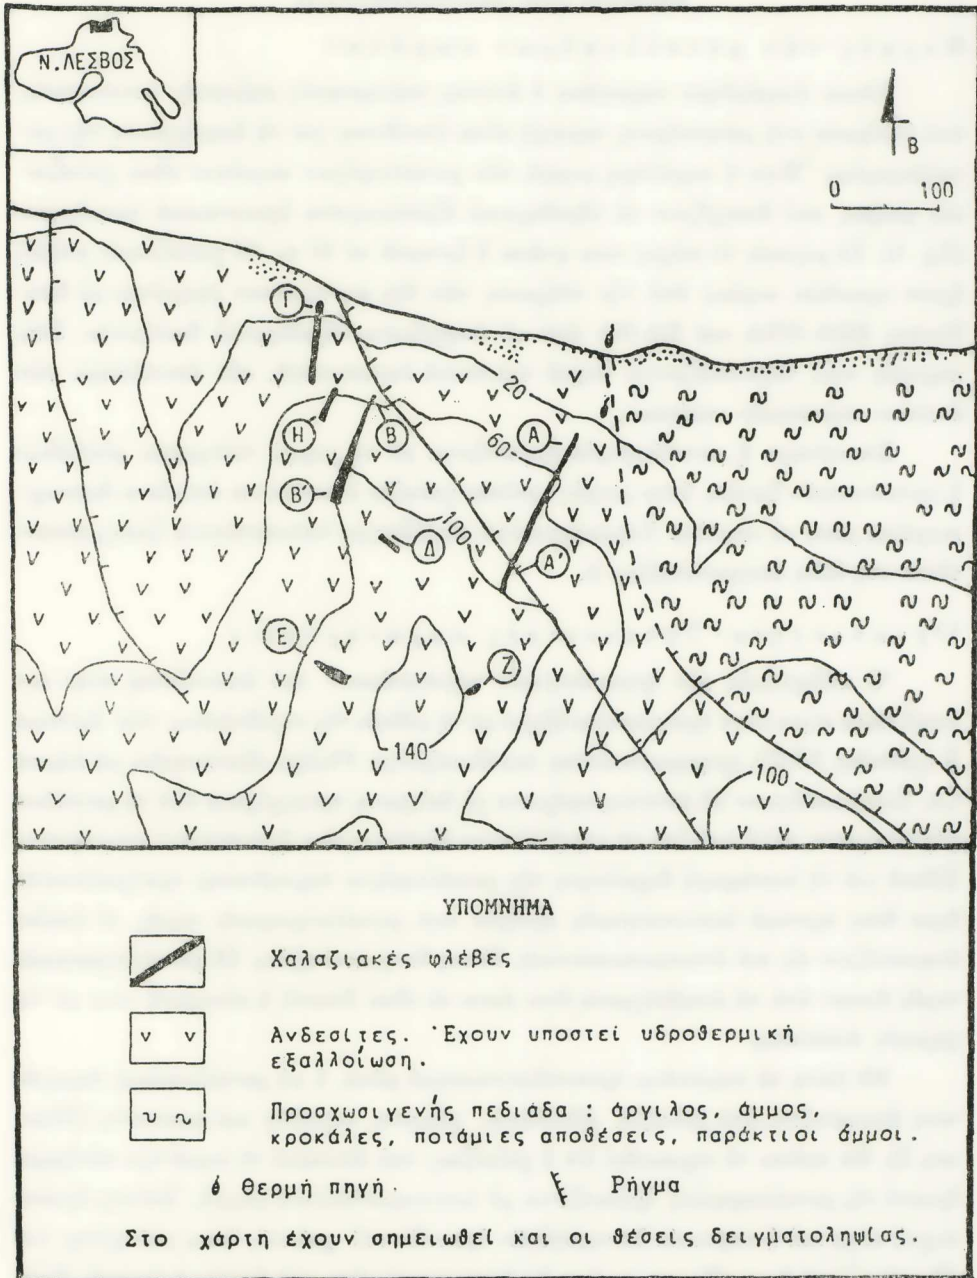 Ν. ΛΕΣΒΟΣ
Β
0 100
Γ
20
Η
Β
Α
60
Β'
100
Δ
Α'
Ε
Ζ
140
100
ΥΠΟΜΝΗΜΑ
Χαλαζιακές φλέβες
Ανδεσίτες. Έχουν υποστεί υδροθερμική
εξαλλοίωση.
Προσχωσιγενής πεδιάδα : άργιλος, άμμος,
κροκάλες, ποτάμιες αποθέσεις, παράκτιοι άμμοι.
Θερμή πηγή. Ρήγμα
Στο χάρτη έχουν σημειωθεί και οι θέσεις δειγματοληψίας.